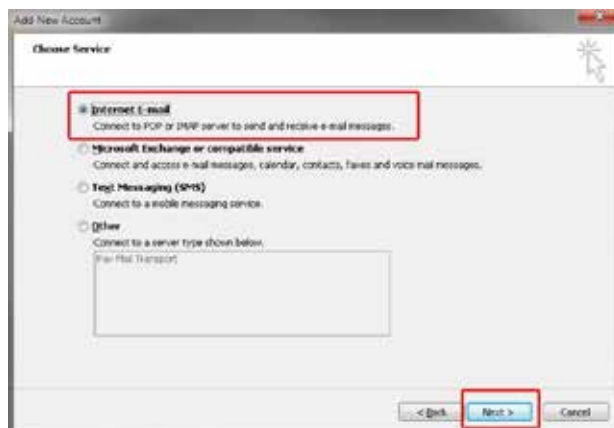 Add New Account
Choose Service
Internet E-mail
Connect to POP or IMAP server to send and receive e-mail messages.
Microsoft Exchange or compatible service
Connect and access e-mail messages, calendar, contacts, faxes and voice mail messages.
Text Messaging (SMS)
Connect to a mobile messaging service.
Other
Connect to a server type shown below.
Fax Mail Transport
< Back
Next >
Cancel